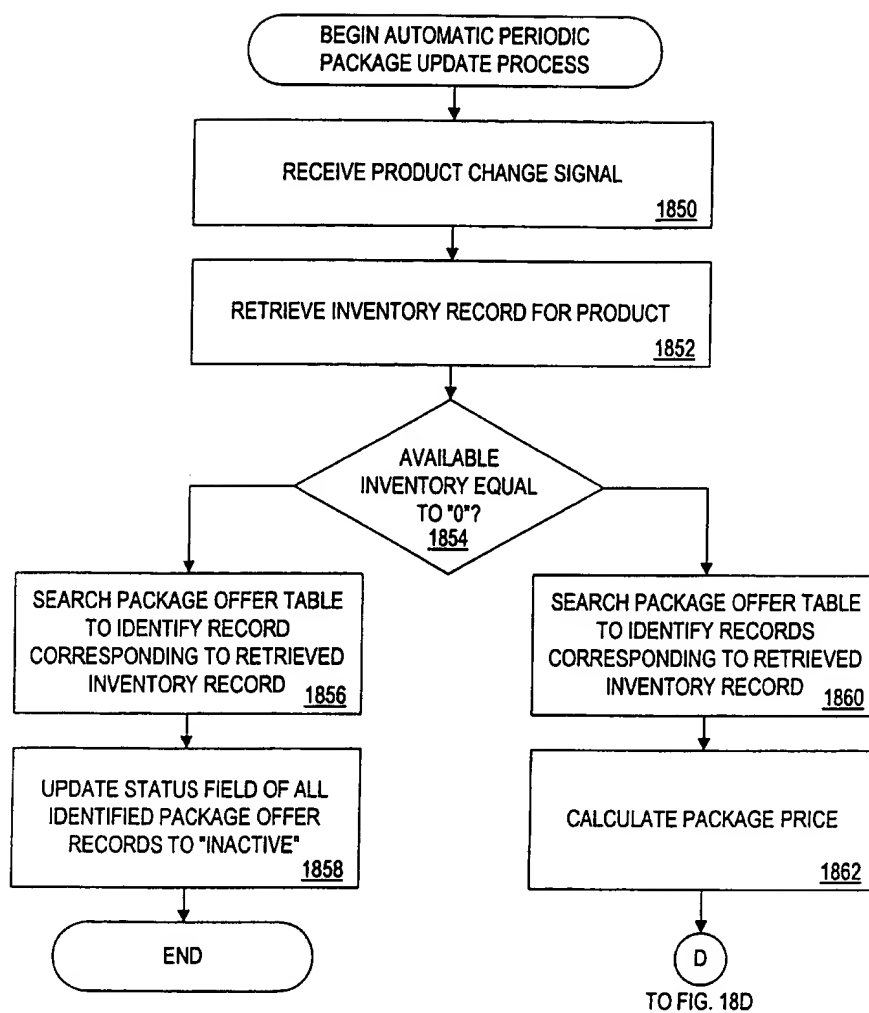 BEGIN AUTOMATIC PERIODIC
PACKAGE UPDATE PROCESS
RECEIVE PRODUCT CHANGE SIGNAL
1850
RETRIEVE INVENTORY RECORD FOR PRODUCT
1852
AVAILABLE
INVENTORY EQUAL
TO "0"?
1854
SEARCH PACKAGE OFFER TABLE
TO IDENTIFY RECORD
CORRESPONDING TO RETRIEVED
INVENTORY RECORD
1856
UPDATE STATUS FIELD OF ALL
IDENTIFIED PACKAGE OFFER
RECORDS TO "INACTIVE"
1858
END
SEARCH PACKAGE OFFER TABLE
TO IDENTIFY RECORDS
CORRESPONDING TO RETRIEVED
INVENTORY RECORD
1860
CALCULATE PACKAGE PRICE
1862
D
TO FIG. 18D